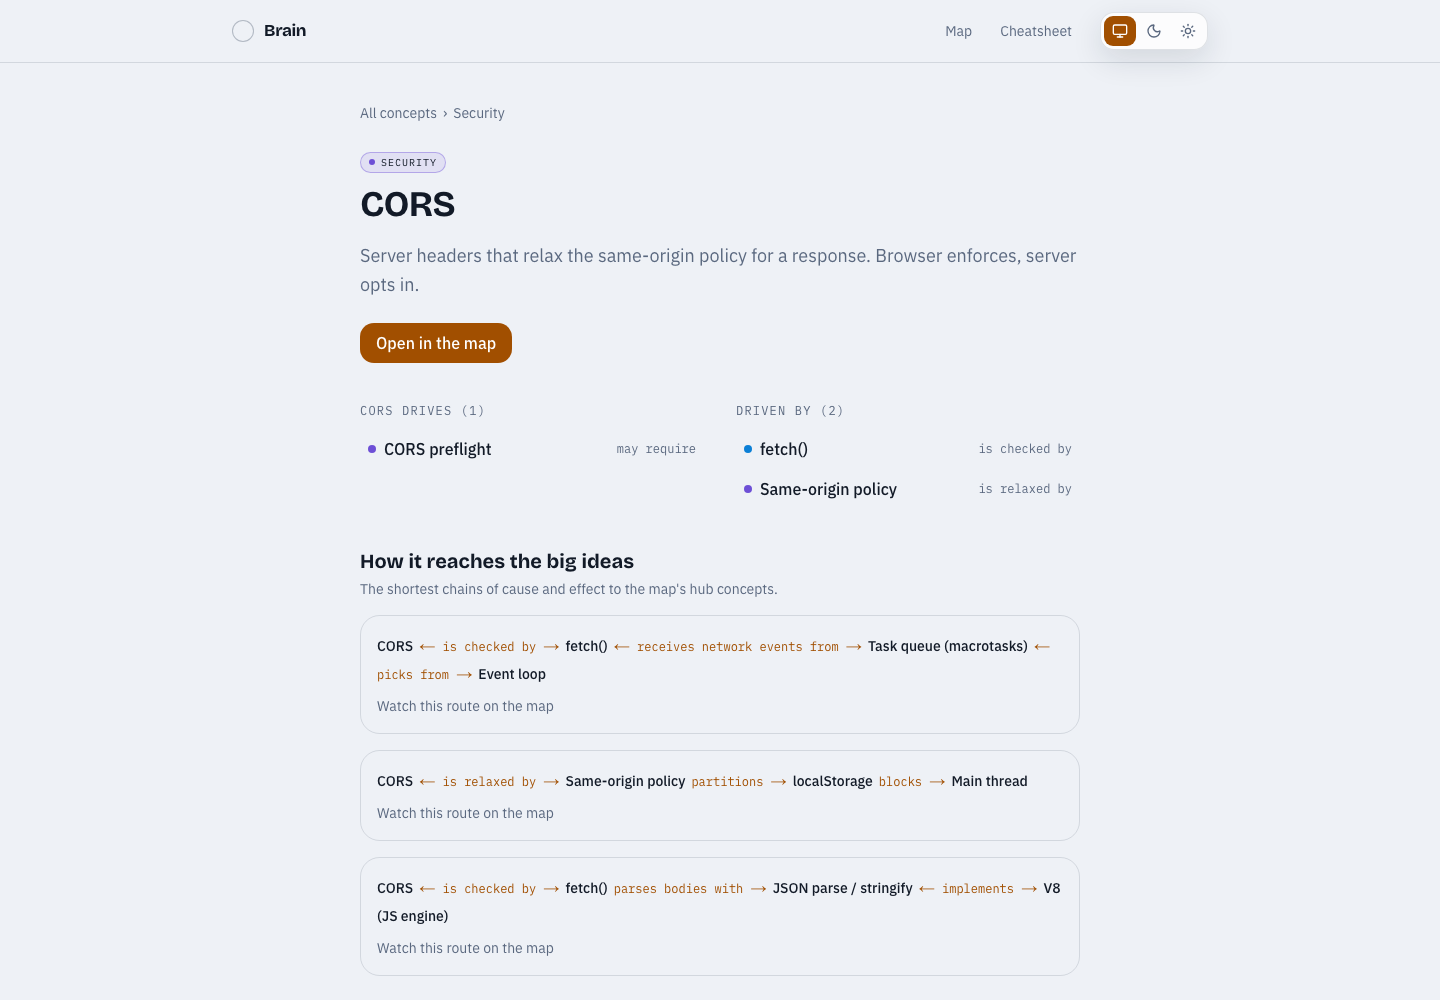 Brain
Map
Cheatsheet
All concepts › Security
SECURITY
CORS
Server headers that relax the same-origin policy for a response. Browser enforces, server
opts in.
Open in the map
CORS DRIVES (1)
CORS preflight may require
DRIVEN BY (2)
fetch() is checked by
Same-origin policy is relaxed by
How it reaches the big ideas
The shortest chains of cause and effect to the map's hub concepts.
CORS ← is checked by → fetch() ← receives network events from → Task queue (macrotasks) ←
picks from → Event loop
Watch this route on the map
CORS ← is relaxed by → Same-origin policy partitions → localStorage blocks → Main thread
Watch this route on the map
CORS ← is checked by → fetch() parses bodies with → JSON parse / stringify ← implements → V8
(JS engine)
Watch this route on the map